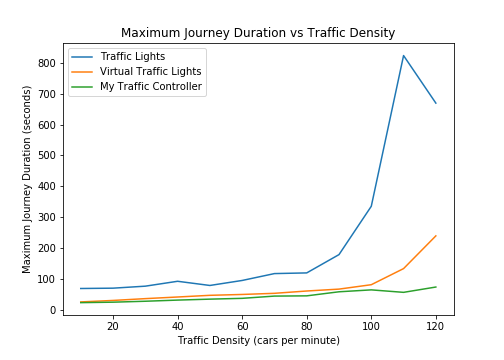 Maximum Journey Duration vs Traffic Density
Traffic Lights
Virtual Traffic Lights
My Traffic Controller
Maximum Journey Duration (seconds)
800
700
600
500
400
300
200
100
0
20 40 60 80 100 120
Traffic Density (cars per minute)